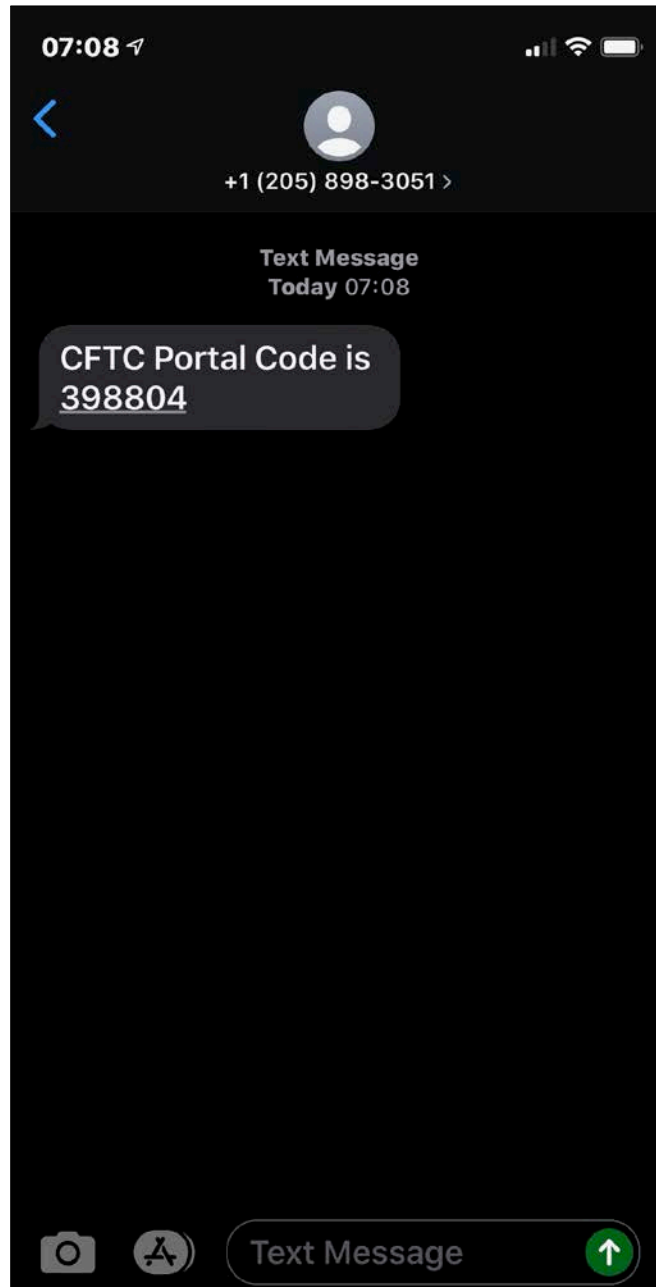 07:08
+1 (205) 898-3051 >
Text Message
Today 07:08
CFTC Portal Code is
398804
Text Message